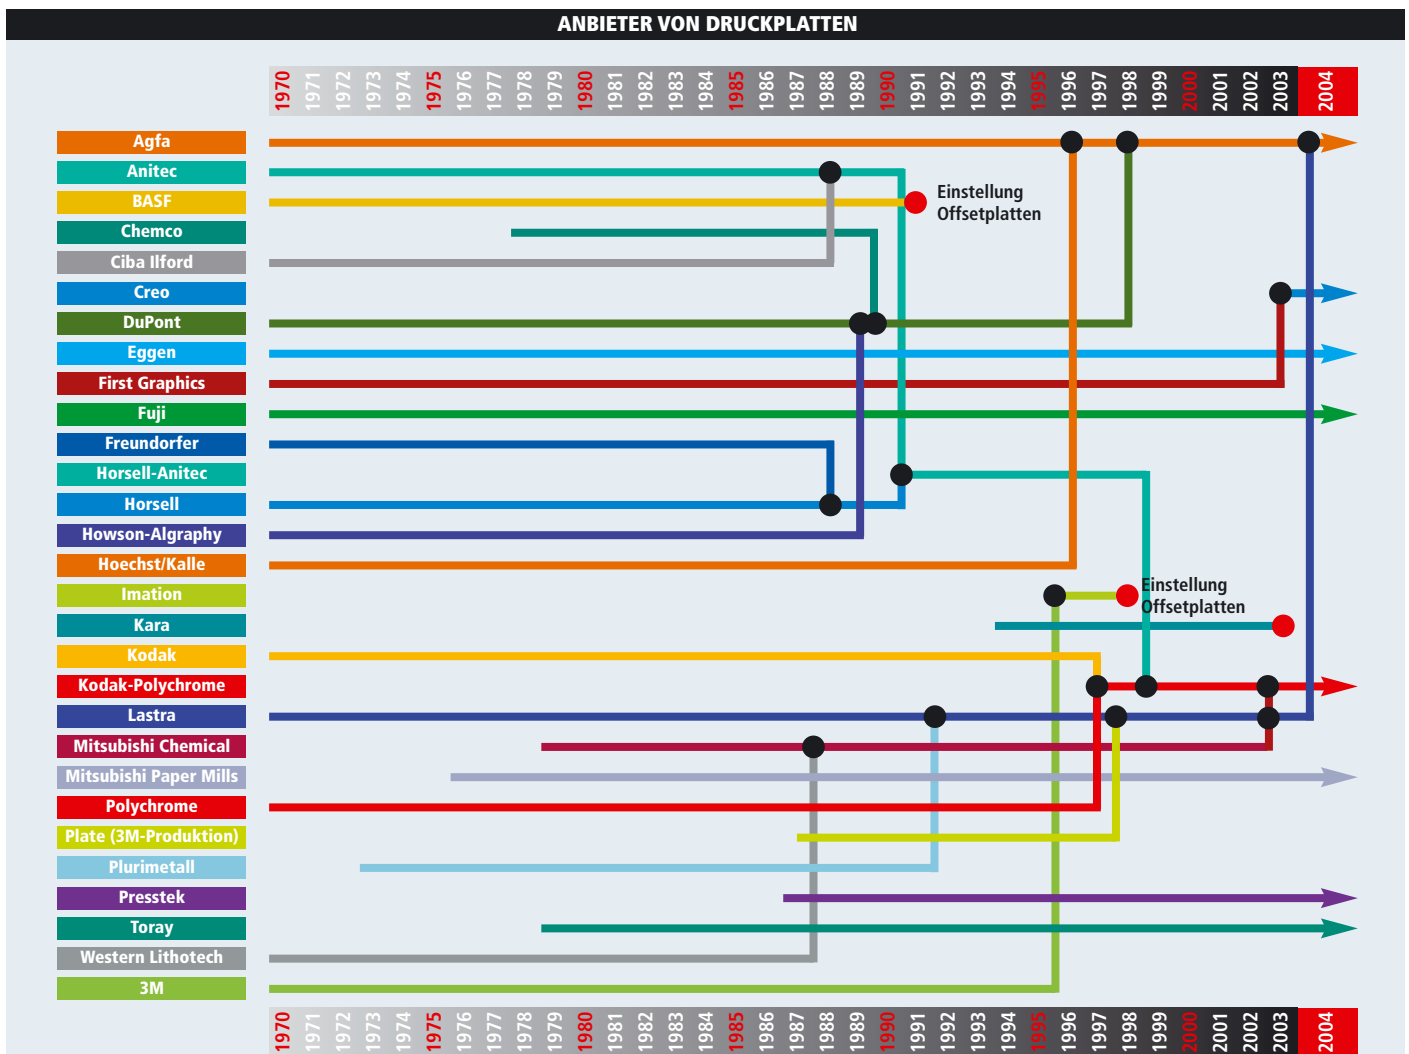 ANBIETER VON DRUCKPLATTEN
1970 1971 1972 1973 1974 1975 1976 1977 1978 1979 1980 1981 1982 1983 1984 1985 1986 1987 1988 1989 1990 1991 1992 1993 1994 1995 1996 1997 1998 1999 2000 2001 2002 2003 2004
Agfa
Anitec
BASF
Einstellung
Offsetplatten
Chemco
Ciba Ilford
Creo
DuPont
Eggen
First Graphics
Fuji
Freundorfer
Horsell-Anitec
Horsell
Howson-Algraphy
Hoechst/Kalle
Imation
Einstellung
Offsetplatten
Kara
Kodak
Kodak-Polychrome
Lastra
Mitsubishi Chemical
Mitsubishi Paper Mills
Polychrome
Plate (3M-Produktion)
Plurimetall
Presstek
Toray
Western Lithotech
3M
1970 1971 1972 1973 1974 1975 1976 1977 1978 1979 1980 1981 1982 1983 1984 1985 1986 1987 1988 1989 1990 1991 1992 1993 1994 1995 1996 1997 1998 1999 2000 2001 2002 2003 2004